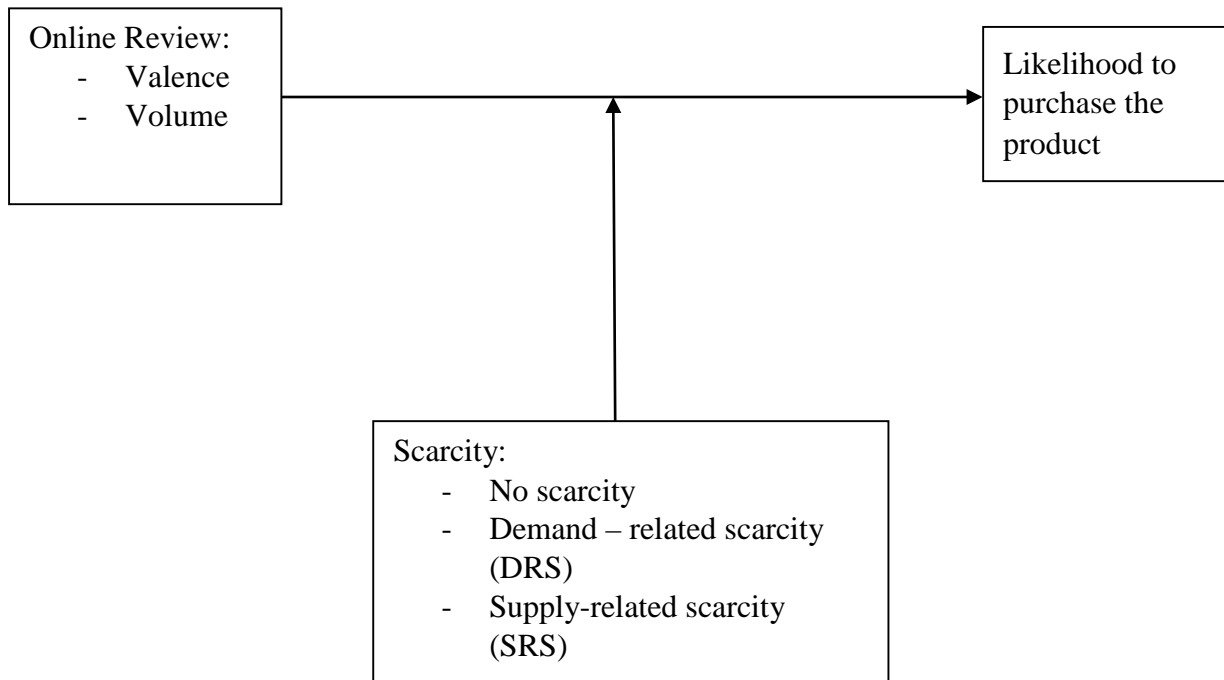 Online Review:
- Valence
- Volume
Likelihood to
purchase the
product
Scarcity:
- No scarcity
- Demand – related scarcity
(DRS)
- Supply-related scarcity
(SRS)